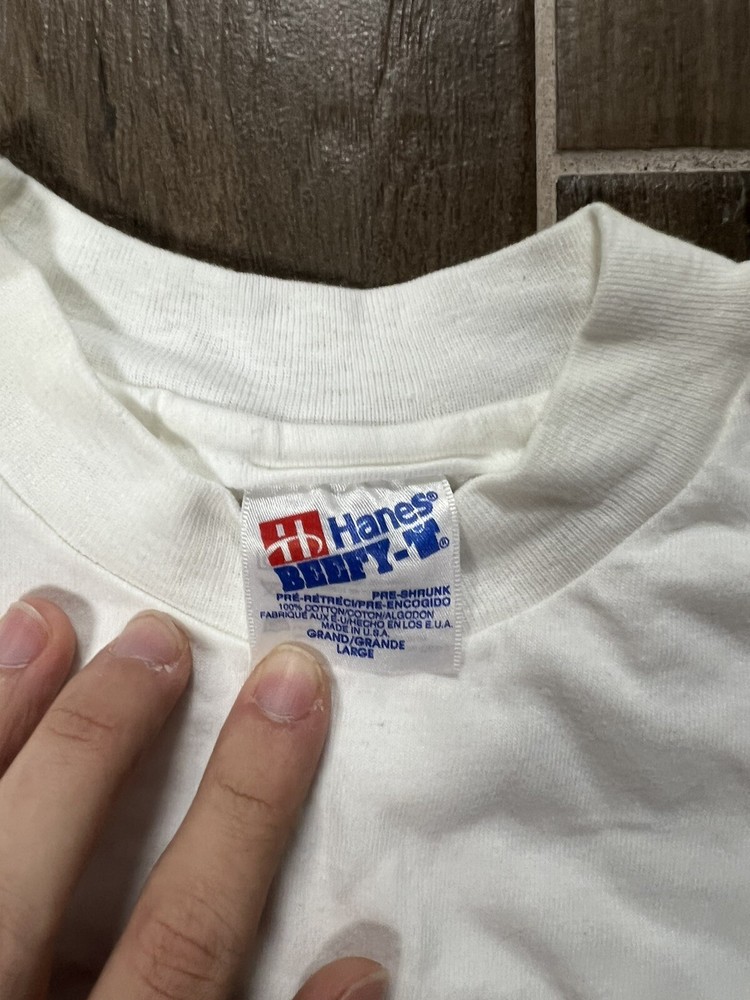 Hanes®
BEEFY-T®
PRE-SHRUNK
PRÉ-RÉTRÉCI/PRE-ENCOGIDO
100% COTTON/COTON/ALGODON
FABRIQUÉ AUX É-U/HECHO EN LOS E.U.A.
MADE IN U.S.A.
GRAND/GRANDE
LARGE